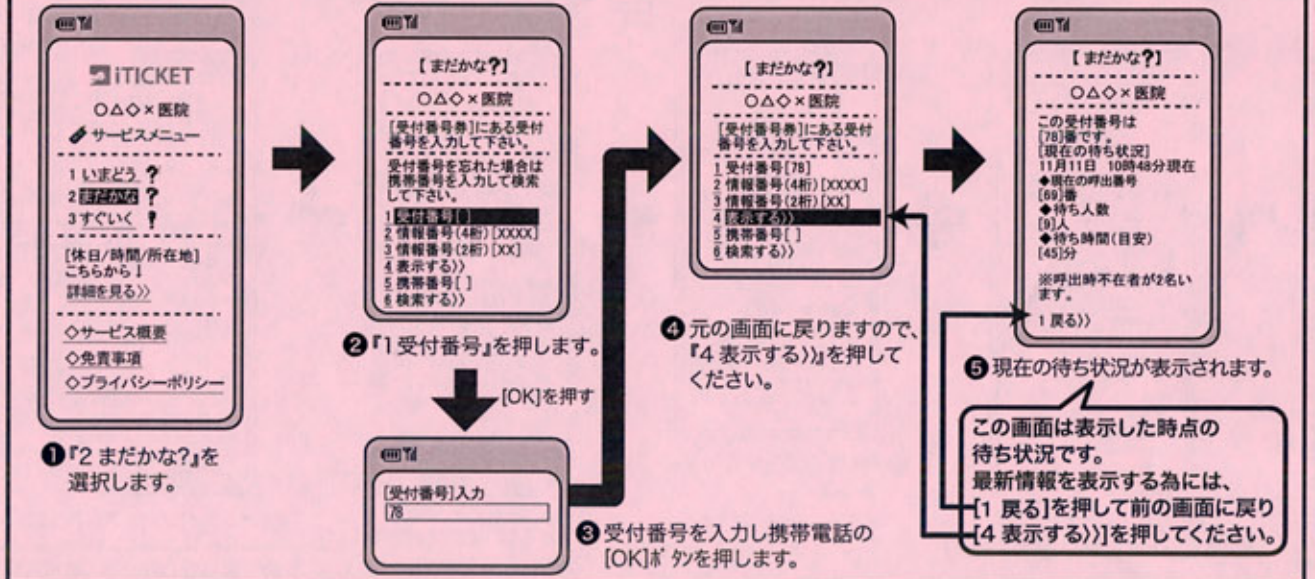 iTICKET
○△◇×医院
サービスメニュー
1 いまどう ?
2 まだかな ?
3 すぐいく !
[休日/時間/所在地]
こちらから↓
詳細を見る〉〉
◇サービス概要
◇免責事項
◇プライバシーポリシー
❶『2 まだかな?』を
選択します。
【 まだかな?】
○△◇×医院
[受付番号券]にある受付
番号を入力して下さい。
受付番号を忘れた場合は
携帯番号を入力して検索
して下さい。
1 受付番号[ ]
2 情報番号(4桁)[XXXX]
3 情報番号(2桁)[XX]
4 表示する〉〉
5 携帯番号[ ]
6 検索する〉〉
❷『1受付番号』を押します。
[OK]を押す
[受付番号]入力
78
❸受付番号を入力し携帯電話の
[OK]ボタンを押します。
【 まだかな?】
○△◇×医院
[受付番号券]にある受付
番号を入力して下さい。
1 受付番号[78]
2 情報番号(4桁)[XXXX]
3 情報番号(2桁)[XX]
4 表示する〉〉
5 携帯番号[ ]
6 検索する〉〉
❹元の画面に戻りますので、
『4 表示する〉〉』を押して
ください。
【 まだかな?】
○△◇×医院
この受付番号は
[78]番です。
[現在の待ち状況]
11月11日 10時48分現在
◆現在の呼出番号
[69]番
◆待ち人数
[9]人
◆待ち時間(目安)
[45]分
※呼出時不在者が2名い
ます。
1 戻る〉〉
❺現在の待ち状況が表示されます。
この画面は表示した時点の
待ち状況です。
最新情報を表示する為には、
[1 戻る]を押して前の画面に戻り
[4 表示する〉〉]を押してください。